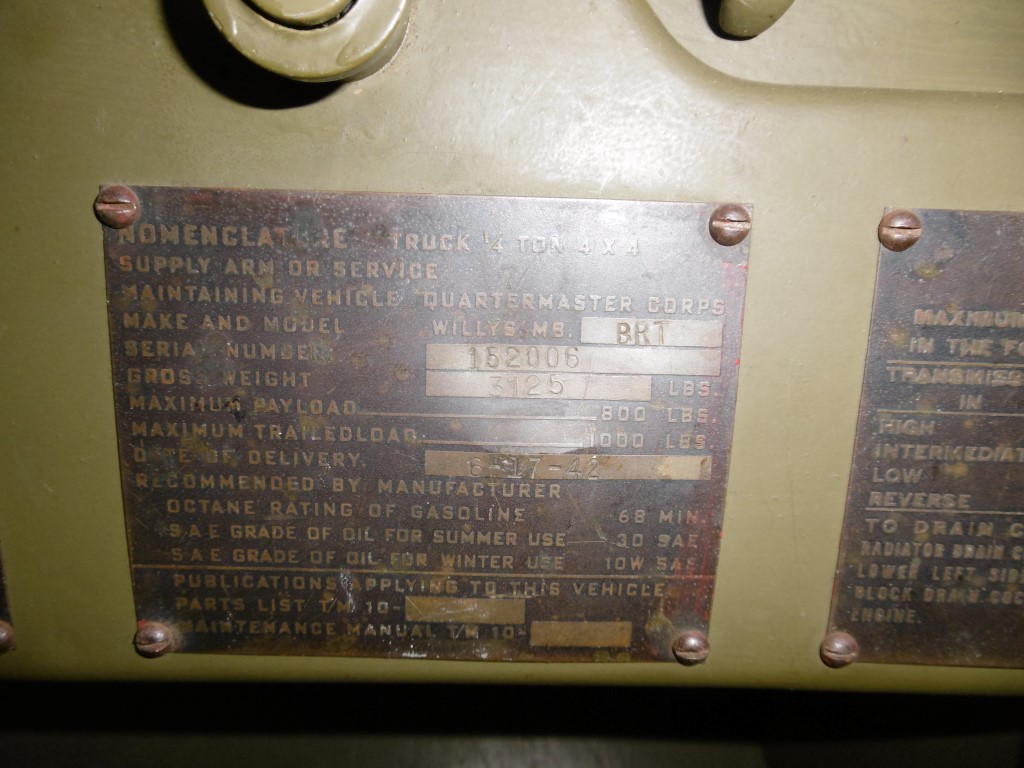 NOMENCLATURE TRUCK 1/4 TON 4 X 4
SUPPLY ARM OR SERVICE
MAINTAINING VEHICLE QUARTERMASTER CORPS
MAKE AND MODEL WILLYS MB. BRT
SERIAL NUMBER 152006
GROSS WEIGHT 3125 LBS.
MAXIMUM PAYLOAD 800 LBS.
MAXIMUM TRAILEDLOAD 1000 LBS
DATE OF DELIVERY 6-17-42
RECOMMENDED BY MANUFACTURER
OCTANE RATING OF GASOLINE 68 MIN.
S A E GRADE OF OIL FOR SUMMER USE 30 SAE
S A E GRADE OF OIL FOR WINTER USE 10W SAE
PUBLICATIONS APPLYING TO THIS VEHICLE
PARTS LIST T/M 10-
MAINTENANCE MANUAL T/M 10-
MAXIMUM
IN THE FO
TRANSMISS
IN
HIGH
INTERMEDIAT
LOW
REVERSE
TO DRAIN C
RADIATOR DRAIN C
LOWER LEFT SID
BLOCK DRAIN COC
ENGINE.